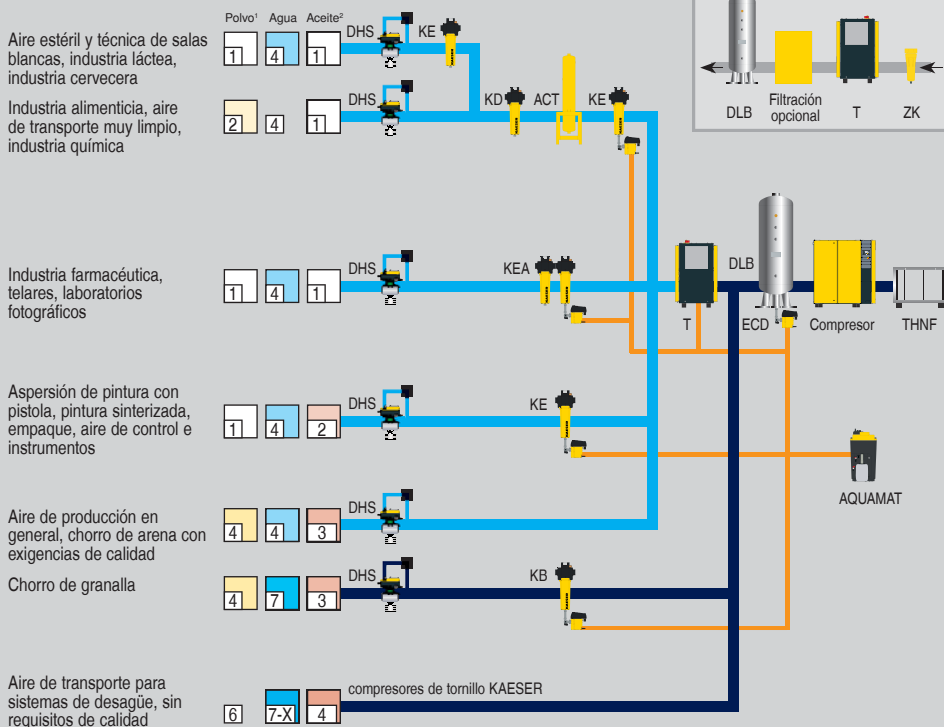 Polvo¹ Agua Aceite²
Aire estéril y técnica de salas
blancas, industria láctea,
industria cervecera
1 4 1
DHS KE
Industria alimenticia, aire
de transporte muy limpio,
industria química
2 4 1
DHS KD ACT KE
DLB Filtración
opcional T ZK
Industria farmacéutica,
telares, laboratorios
fotográficos
1 4 1
DHS KEA T DLB
ECD Compresor THNF
Aspersión de pintura con
pistola, pintura sinterizada,
empaque, aire de control e
instrumentos
1 4 2
DHS KE
AQUAMAT
Aire de producción en
general, chorro de arena con
exigencias de calidad
4 4 3
DHS
Chorro de granalla
4 7 3
DHS KB
Aire de transporte para
sistemas de desagüe, sin
requisitos de calidad
6 7-X 4
compresores de tornillo KAESER